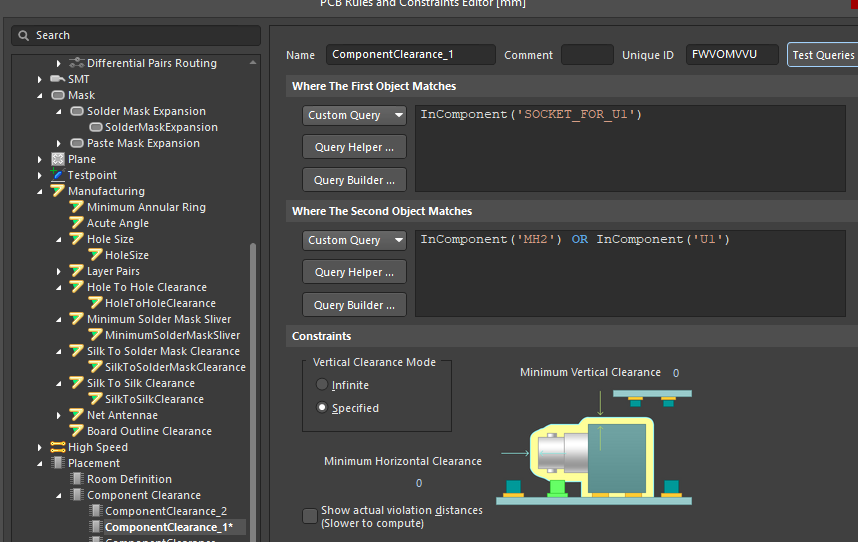 PCB Rules and Constraints Editor [mm]
Search
Differential Pairs Routing
SMT
Mask
Solder Mask Expansion
SolderMaskExpansion
Paste Mask Expansion
Plane
Testpoint
Manufacturing
Minimum Annular Ring
Acute Angle
Hole Size
HoleSize
Layer Pairs
Hole To Hole Clearance
HoleToHoleClearance
Minimum Solder Mask Sliver
MinimumSolderMaskSliver
Silk To Solder Mask Clearance
SilkToSolderMaskClearance
Silk To Silk Clearance
SilkToSilkClearance
Net Antennae
Board Outline Clearance
High Speed
Placement
Room Definition
Component Clearance
ComponentClearance_2
ComponentClearance_1*
ComponentClearance
Name ComponentClearance_1 Comment Unique ID FWVOMVVU Test Queries
Where The First Object Matches
Custom Query
Query Helper ...
Query Builder ...
InComponent('SOCKET_FOR_U1')
Where The Second Object Matches
Custom Query
Query Helper ...
Query Builder ...
InComponent('MH2') OR InComponent('U1')
Constraints
Vertical Clearance Mode
Infinite
Specified
Minimum Vertical Clearance 0
Minimum Horizontal Clearance
0
Show actual violation distances
(Slower to compute)